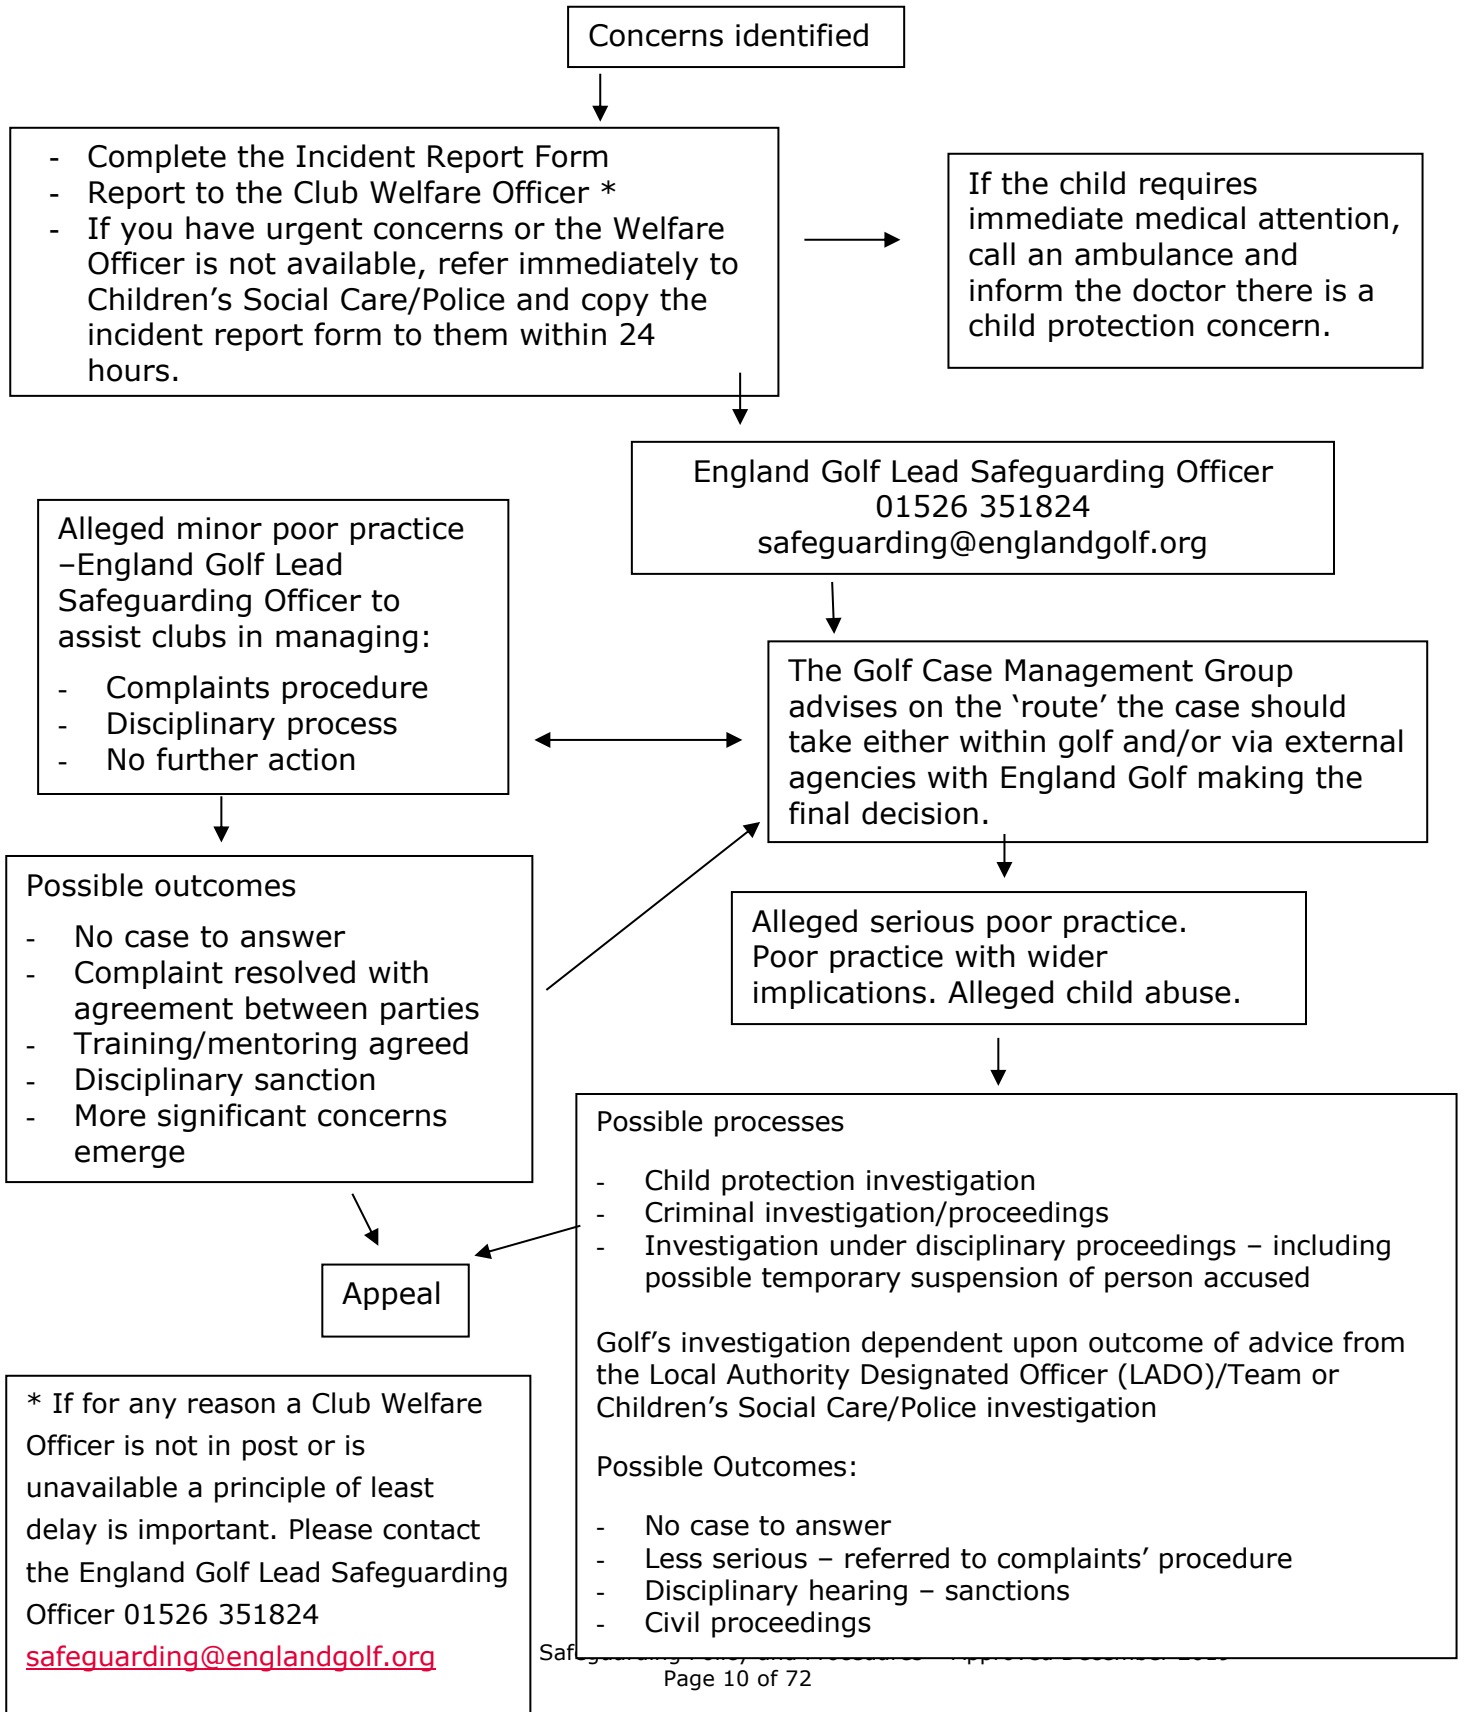 Concerns identified
- Complete the Incident Report Form
- Report to the Club Welfare Officer *
- If you have urgent concerns or the Welfare
Officer is not available, refer immediately to
Children’s Social Care/Police and copy the
incident report form to them within 24
hours.
If the child requires
immediate medical attention,
call an ambulance and
inform the doctor there is a
child protection concern.
England Golf Lead Safeguarding Officer
01526 351824
safeguarding@englandgolf.org
Alleged minor poor practice
–England Golf Lead
Safeguarding Officer to
assist clubs in managing:
- Complaints procedure
- Disciplinary process
- No further action
The Golf Case Management Group
advises on the ‘route’ the case should
take either within golf and/or via external
agencies with England Golf making the
final decision.
Possible outcomes
- No case to answer
- Complaint resolved with
agreement between parties
- Training/mentoring agreed
- Disciplinary sanction
- More significant concerns
emerge
Alleged serious poor practice.
Poor practice with wider
implications. Alleged child abuse.
Possible processes
- Child protection investigation
- Criminal investigation/proceedings
- Investigation under disciplinary proceedings – including
possible temporary suspension of person accused
Golf’s investigation dependent upon outcome of advice from
the Local Authority Designated Officer (LADO)/Team or
Children’s Social Care/Police investigation
Possible Outcomes:
- No case to answer
- Less serious – referred to complaints’ procedure
- Disciplinary hearing – sanctions
- Civil proceedings
Appeal
* If for any reason a Club Welfare
Officer is not in post or is
unavailable a principle of least
delay is important. Please contact
the England Golf Lead Safeguarding
Officer 01526 351824
safeguarding@englandgolf.org
Safeguarding Policy and Procedures – Approved December
Page 10 of 72